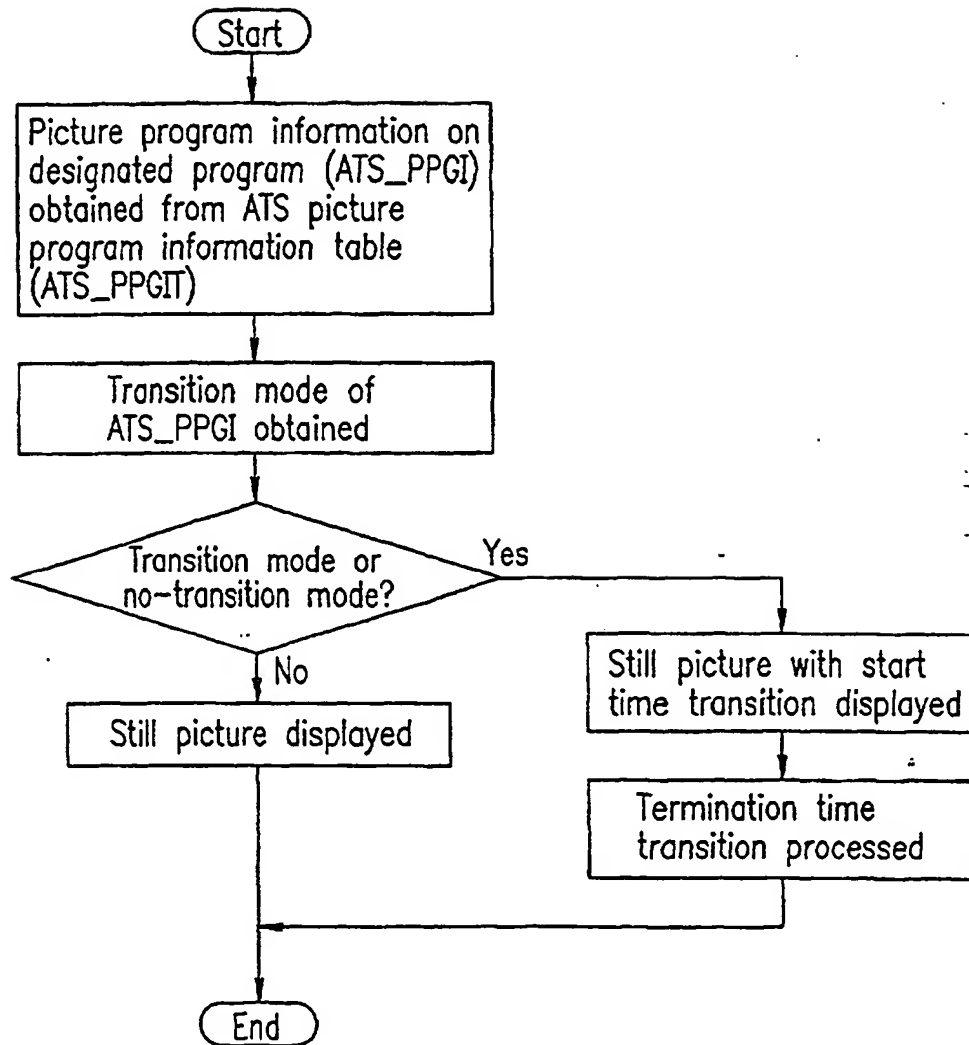 Start
Picture program information on
designated program (ATS_PPGI)
obtained from ATS picture
program information table
(ATS_PPGIT)
Transition mode of
ATS_PPGI obtained
Transition mode or
no-transition mode?
Yes
No
Still picture displayed
Still picture with start
time transition displayed
Termination time
transition processed
End